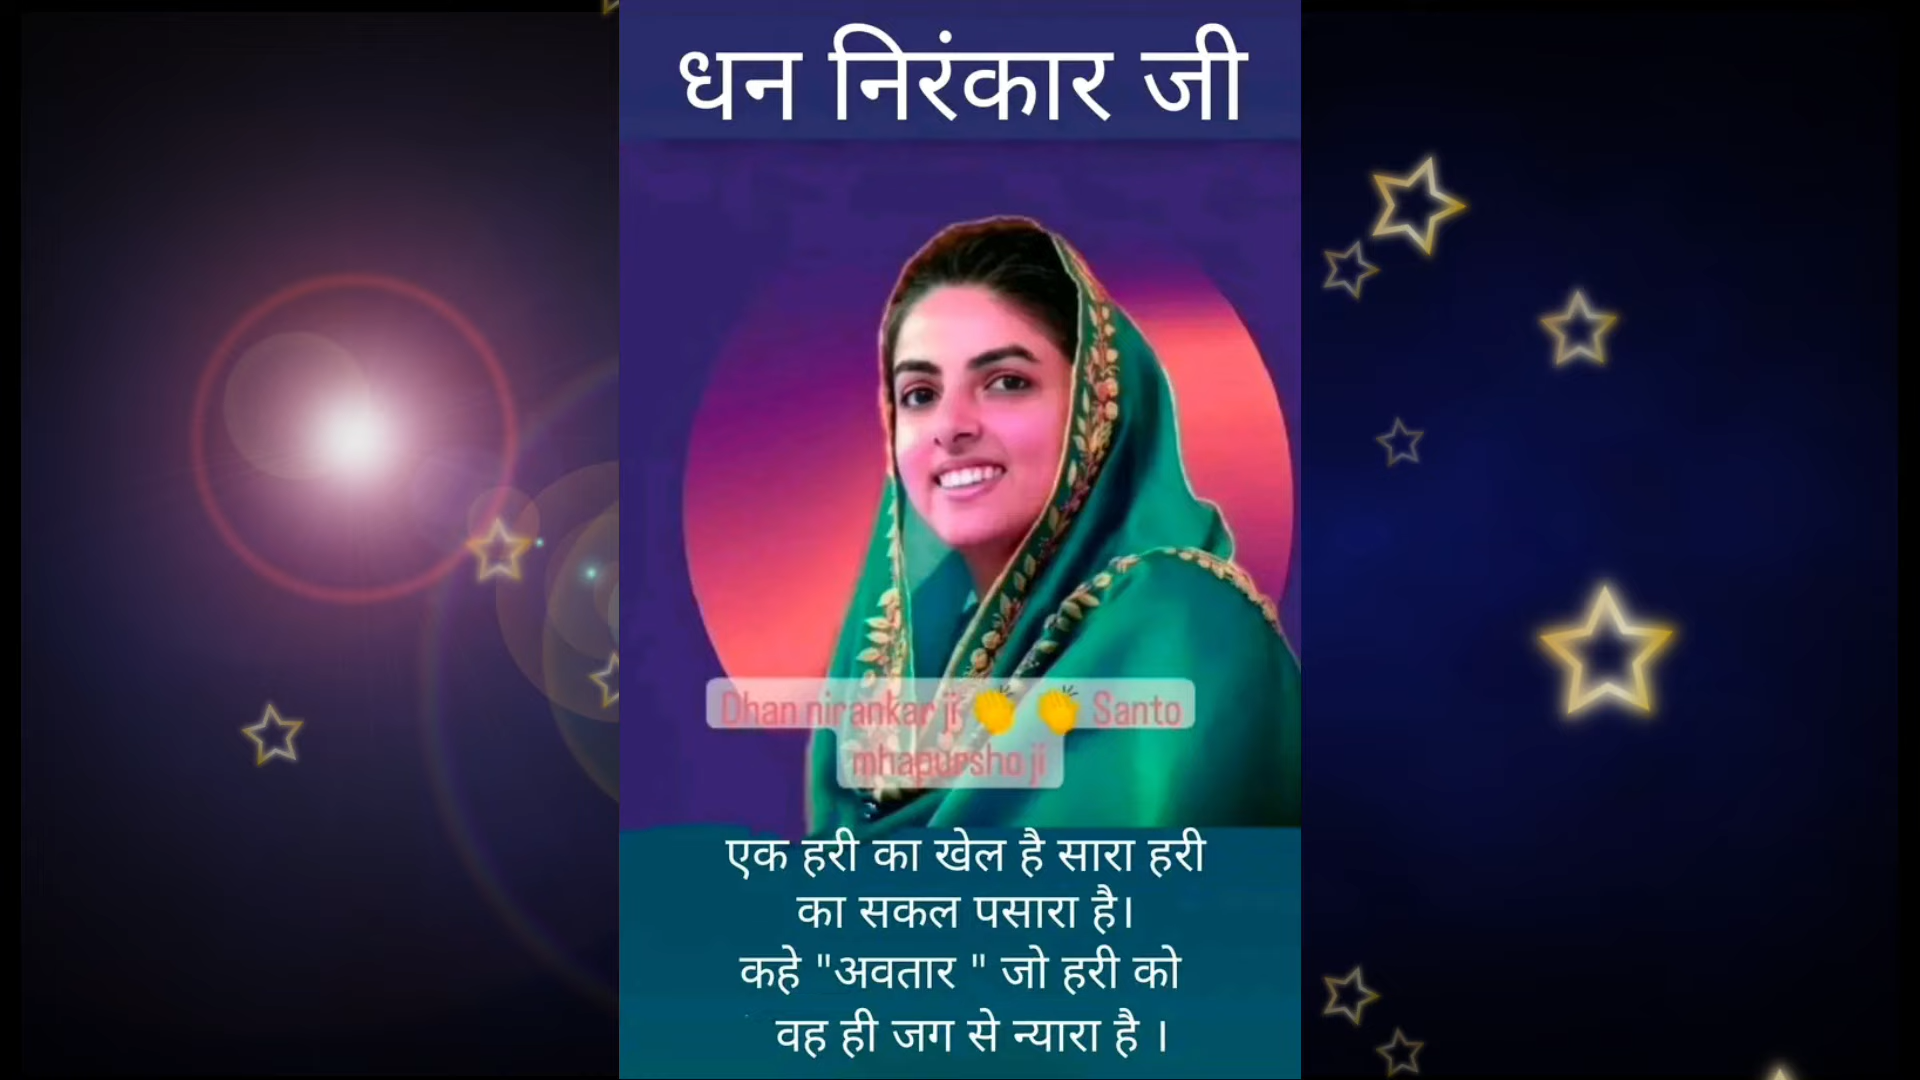 धन निरंकार जी
Dhan nirankar ji 👏 👏 Santo
mhapursho ji
एक हरी का खेल है सारा हरी
का सकल पसारा है।
कहे "अवतार " जो हरी को
वह ही जग से न्यारा है ।